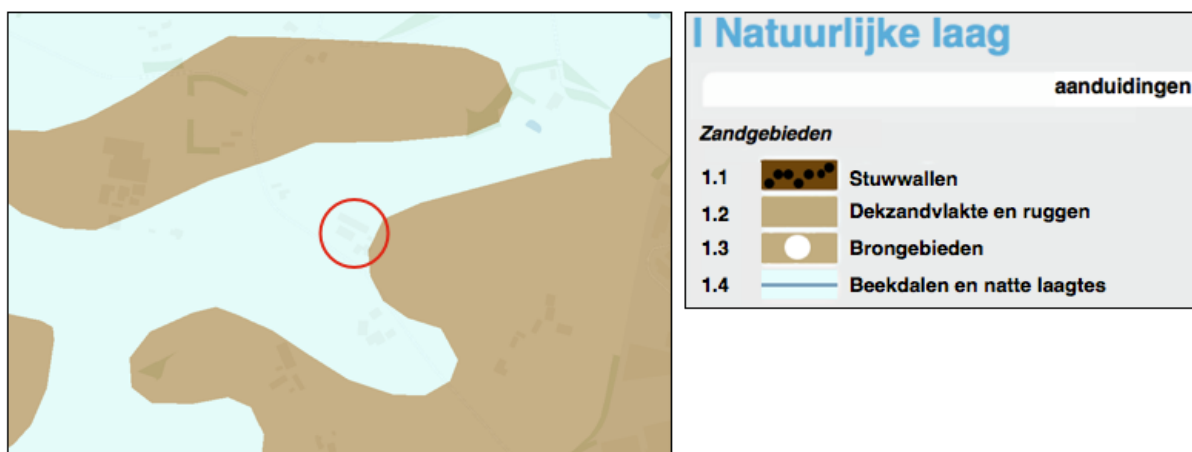 I Natuurlijke laag
aanduidingen
Zandgebieden
1.1 Stuwwallen
1.2 Dekzandvlakte en ruggen
1.3 Brongebieden
1.4 Beekdalen en natte laagtes